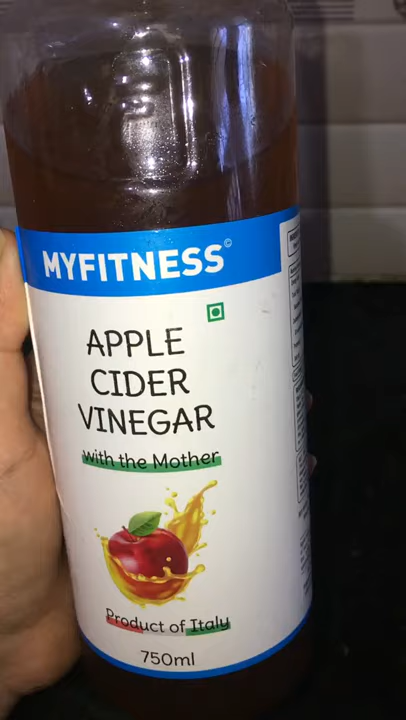 MYFITNESS©
APPLE
CIDER
VINEGAR
with the Mother
Product of Italy
750ml